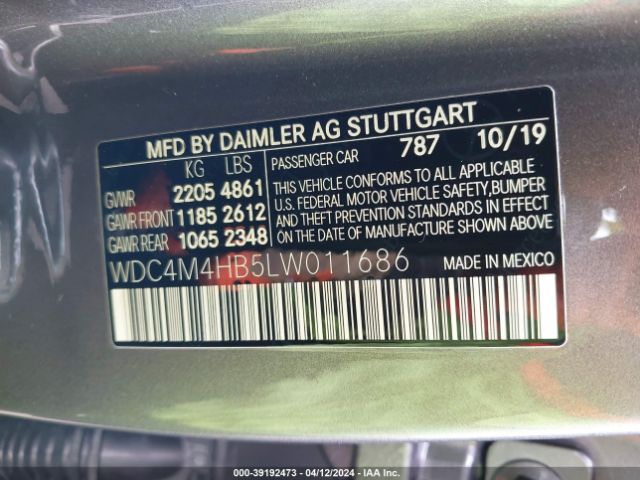 MFD BY DAIMLER AG STUTTGART
KG LBS
GVWR 2205 4861
GAWR FRONT 1185 2612
GAWR REAR 1065 2348
PASSENGER CAR 787 10/19
THIS VEHICLE CONFORMS TO ALL APPLICABLE
U.S. FEDERAL MOTOR VEHICLE SAFETY,BUMPER
AND THEFT PREVENTION STANDARDS IN EFFECT
ON THE DATE OF MANUFACTURE SHOWN ABOVE
WDC4M4HB5LW011686 MADE IN MEXICO
000-39192473 - 04/12/2024 - IAA Inc.